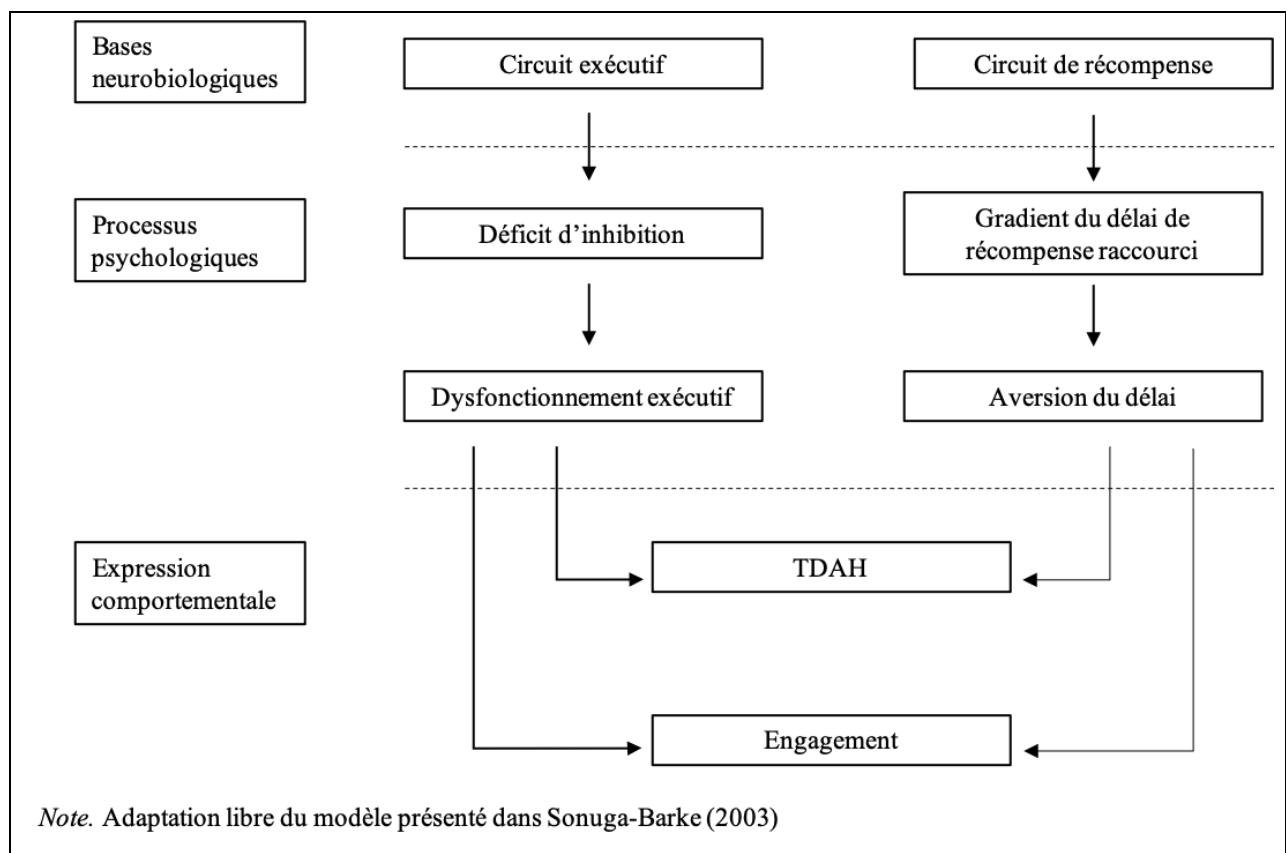 Bases
neurobiologiques
Circuit exécutif
Circuit de récompense
Processus
psychologiques
Déficit d’inhibition
Gradient du délai de
récompense raccourci
Dysfonctionnement exécutif
Aversion du délai
Expression
comportementale
TDAH
Engagement
Note. Adaptation libre du modèle présenté dans Sonuga-Barke (2003)